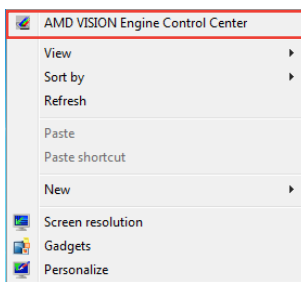 AMD VISION Engine Control Center
View
Sort by
Refresh
Paste
Paste shortcut
New
Screen resolution
Gadgets
Personalize